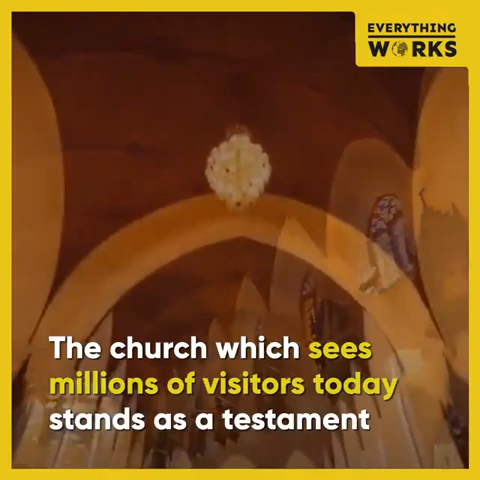 EVERYTHING
WORKS
The church which sees
millions of visitors today
stands as a testament